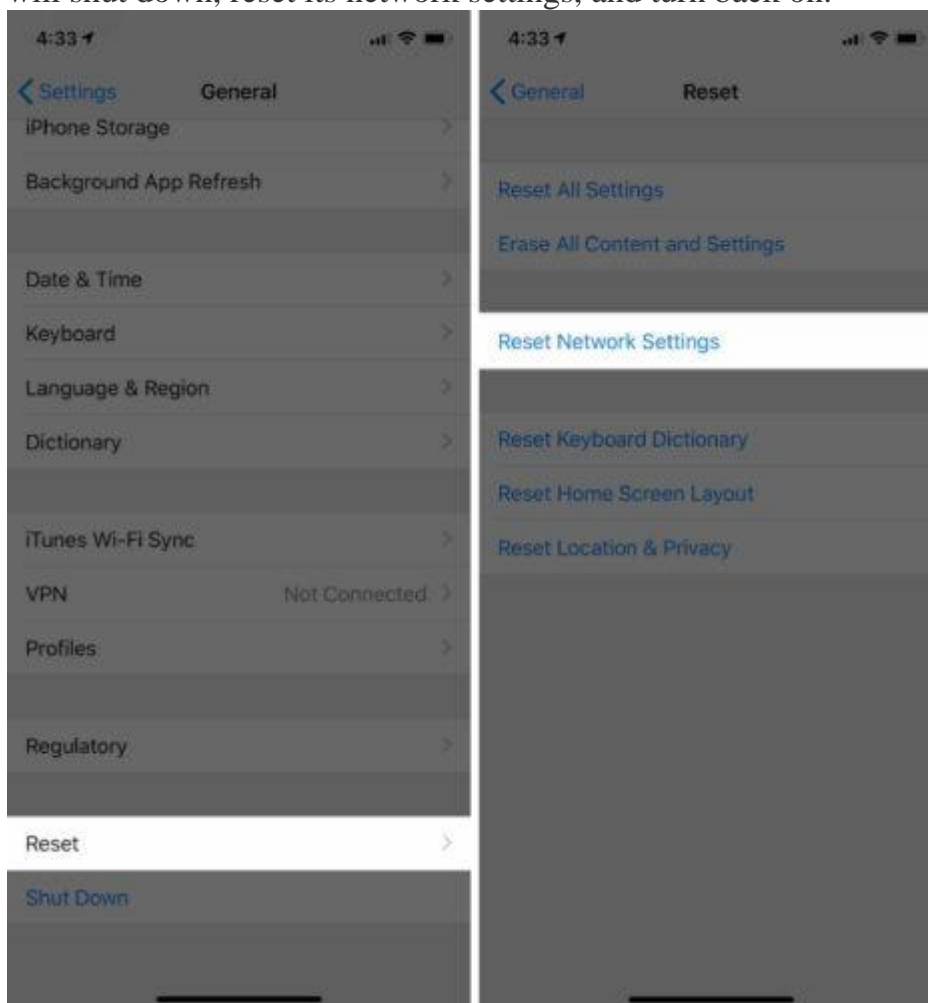 will shut down, reset its network settings, and turn back on.
4:33
Settings
General
iPhone Storage
Background App Refresh
Date & Time
Keyboard
Language & Region
Dictionary
iTunes Wi-Fi Sync
VPN Not Connected
Profiles
Regulatory
Reset
Shut Down
4:33
General
Reset
Reset All Settings
Erase All Content and Settings
Reset Network Settings
Reset Keyboard Dictionary
Reset Home Screen Layout
Reset Location & Privacy